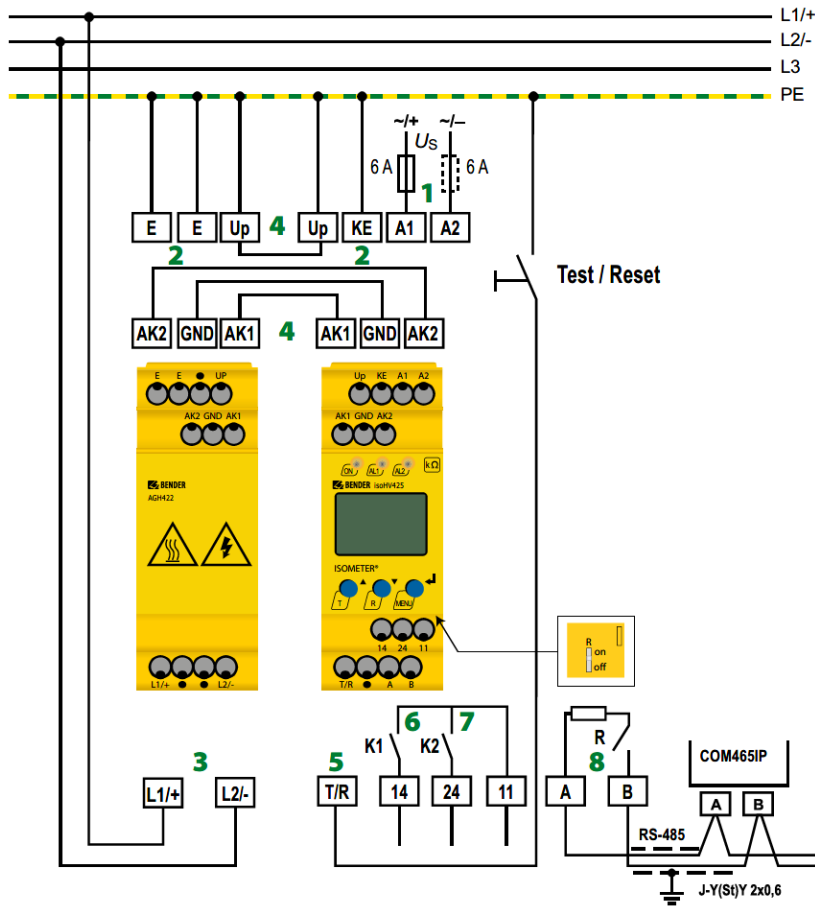 L1/+
L2/-
L3
PE
~/+ ~/–
US
6 A 6 A
1
E E Up 4 Up KE A1 A2
2 2
Test / Reset
AK2 GND AK1 4 AK1 GND AK2
E E UP
AK2 GND AK1
BENDER
AGH422
L1/+ L2/-
Up KE A1 A2
AK1 GND AK2
ON AL1 AL2 kΩ
BENDER isoHV425
ISOMETER®
T R MENU
14 24 11
T/R A B
R
on
off
6 7
K1 K2
R
3 5 8
COM465IP
L1/+ L2/- T/R 14 24 11 A B
A B
RS-485
J-Y(St)Y 2x0,6